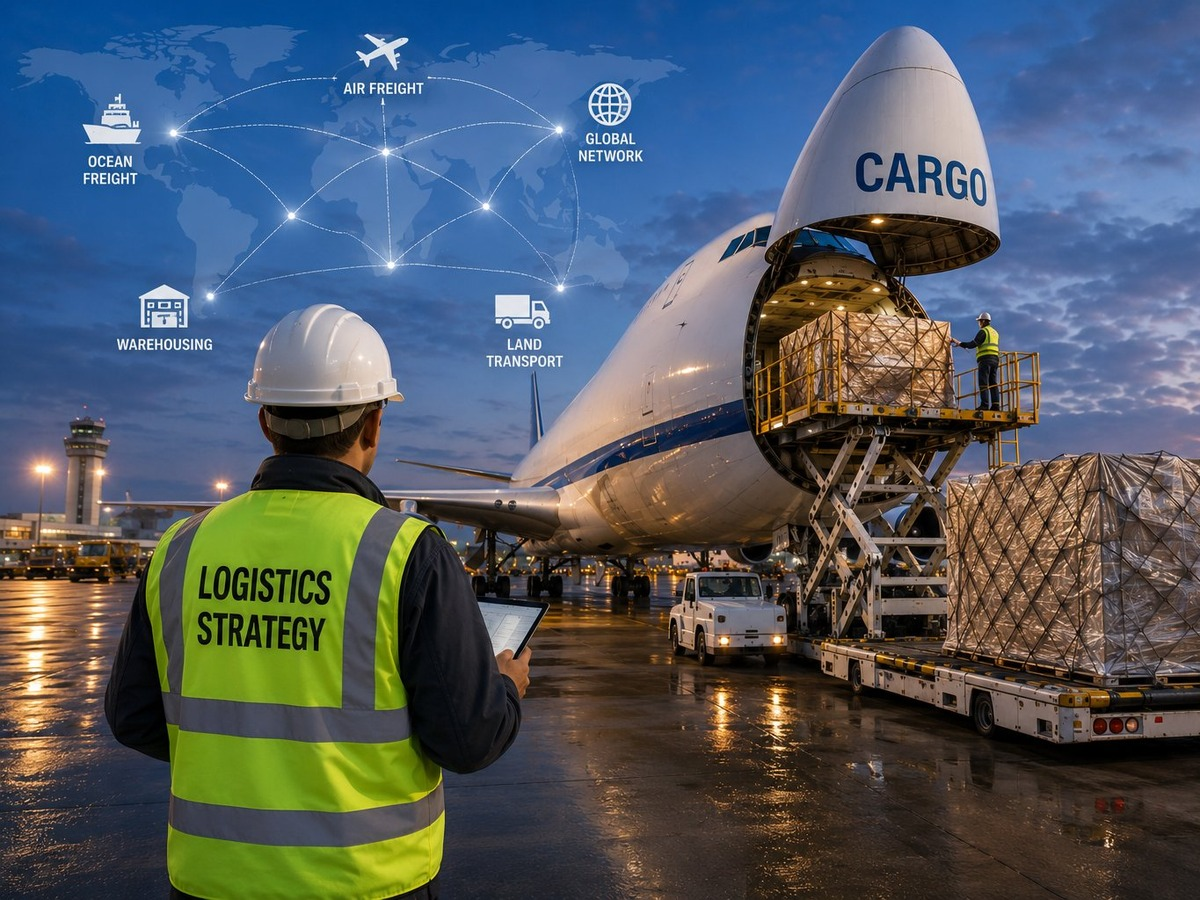 AIR FREIGHT
OCEAN
FREIGHT
GLOBAL
NETWORK
CARGO
WAREHOUSING
LAND
TRANSPORT
LOGISTICS
STRATEGY